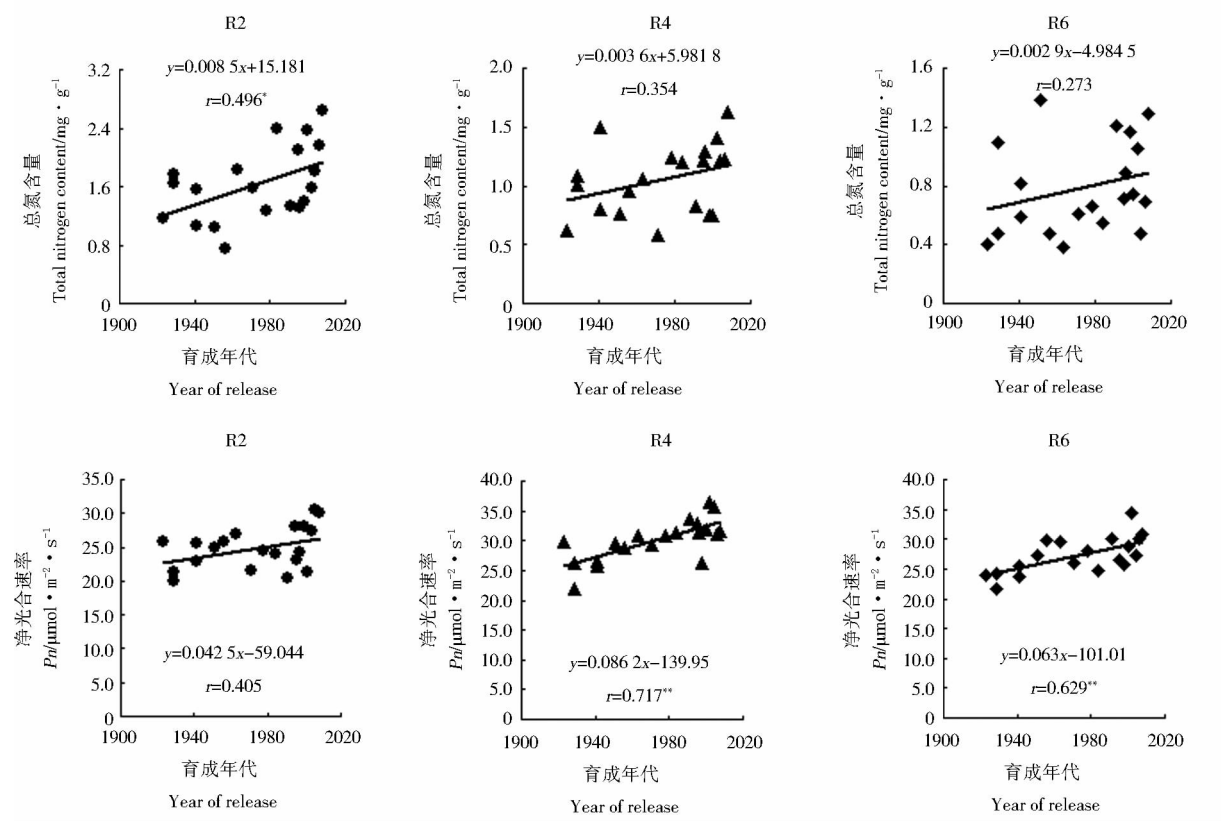 R2
y=0.008 5x+15.181
r=0.496*
总氮含量
Total nitrogen content/mg·g⁻¹
3.2
2.4
1.6
0.8
0
1900 1940 1980 2020
育成年代
Year of release
R4
y=0.003 6x+5.981 8
r=0.354
总氮含量
Total nitrogen content/mg·g⁻¹
2.0
1.5
1.0
0.5
0
1900 1940 1980 2020
育成年代
Year of release
R6
y=0.002 9x−4.984 5
r=0.273
总氮含量
Total nitrogen content/mg·g⁻¹
1.6
1.2
0.8
0.4
0
1900 1940 1980 2020
育成年代
Year of release
R2
净光合速率
Pn/μmol·m⁻²·s⁻¹
35.0
30.0
25.0
20.0
15.0
10.0
5.0
0
y=0.042 5x−59.044
r=0.405
1900 1940 1980 2020
育成年代
Year of release
R4
净光合速率
Pn/μmol·m⁻²·s⁻¹
40.0
35.0
30.0
25.0
20.0
15.0
10.0
5.0
0
y=0.086 2x−139.95
r=0.717**
1900 1940 1980 2020
育成年代
Year of release
R6
净光合速率
Pn/μmol·m⁻²·s⁻¹
40.0
35.0
30.0
25.0
20.0
15.0
10.0
5.0
0
y=0.063x−101.01
r=0.629**
1900 1940 1980 2020
育成年代
Year of release